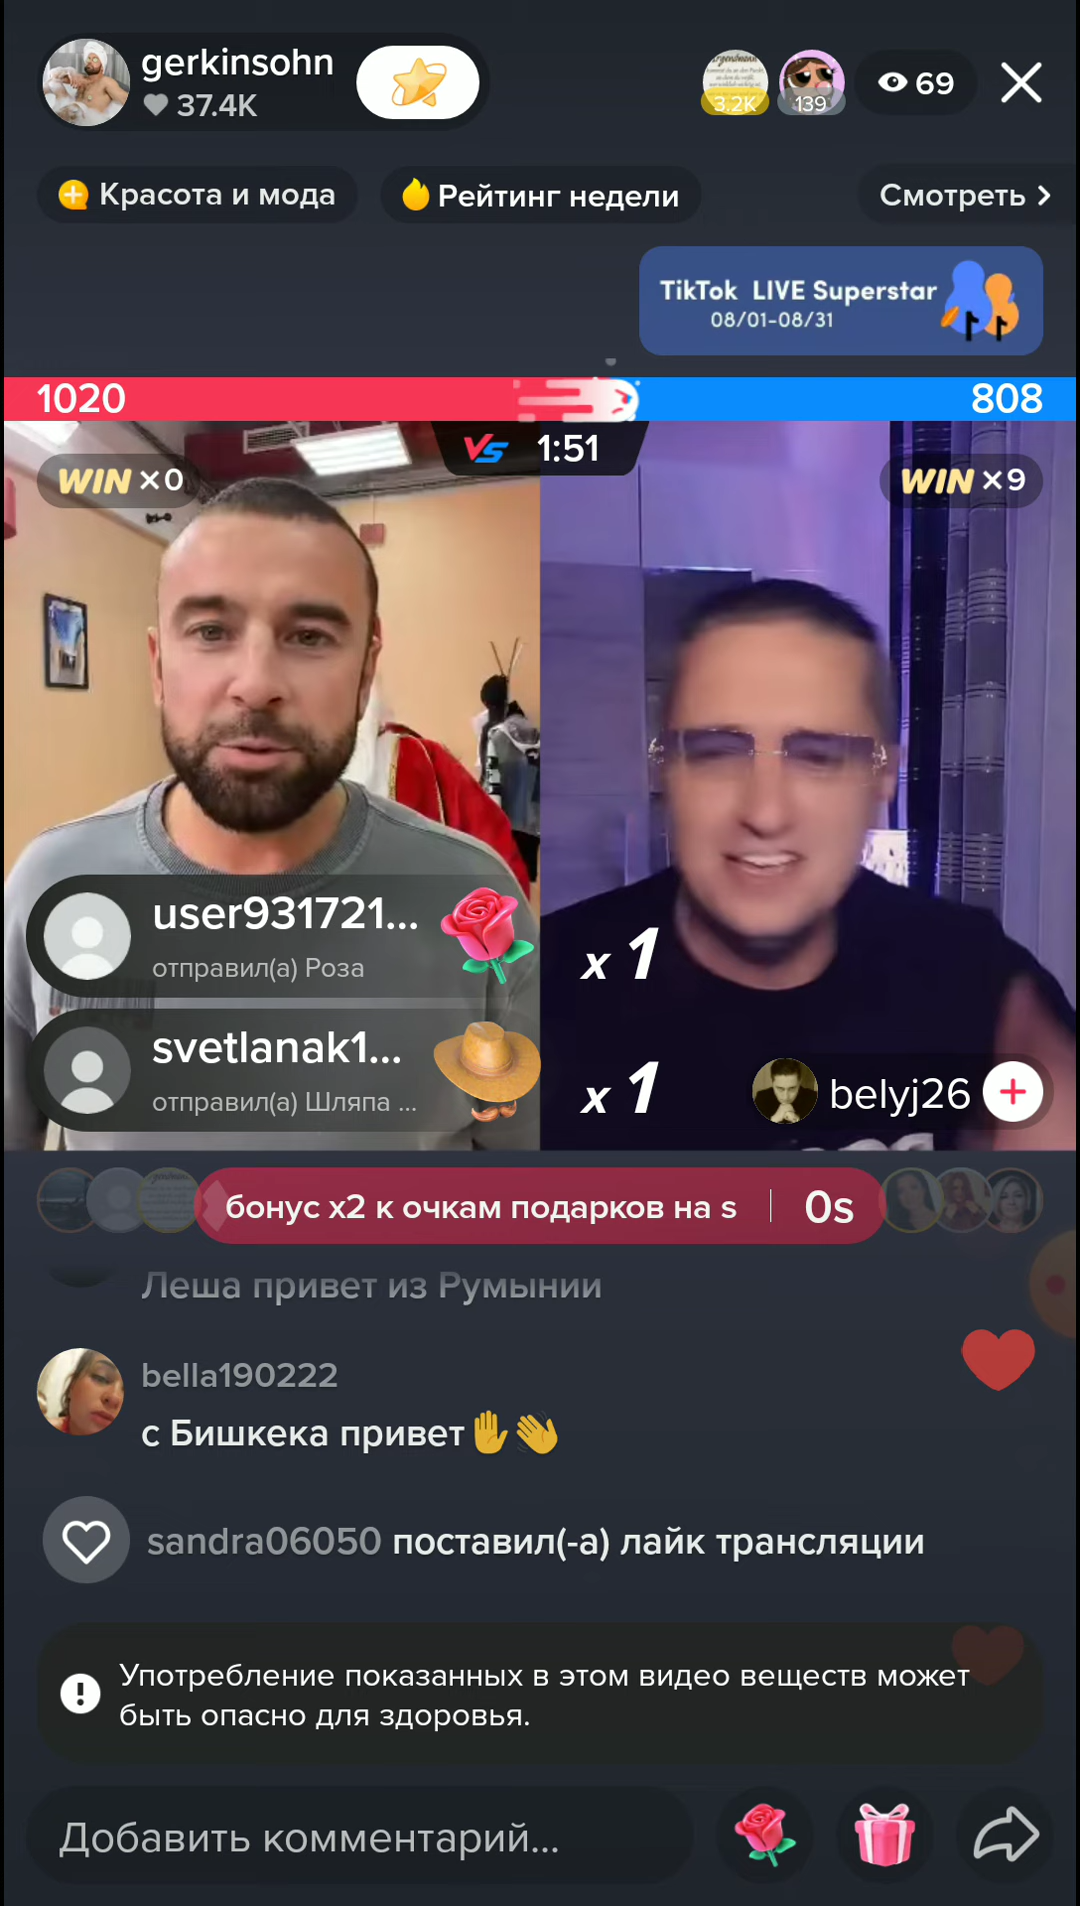 gerkinsohn
37.4K
3.2K
139
69
Красота и мода
Рейтинг недели
Смотреть
TikTok LIVE Superstar
08/01-08/31
1020
808
VS 1:51
WIN ×0
WIN ×9
user931721...
отправил(а) Роза
x 1
svetlanak1...
отправил(а) Шляпа ...
x 1
belyj26
бонус x2 к очкам подарков на s
0s
Леша привет из Румынии
bella190222
с Бишкека привет✋👋
sandra06050 поставил(-а) лайк трансляции
Употребление показанных в этом видео веществ может
быть опасно для здоровья.
Добавить комментарий...